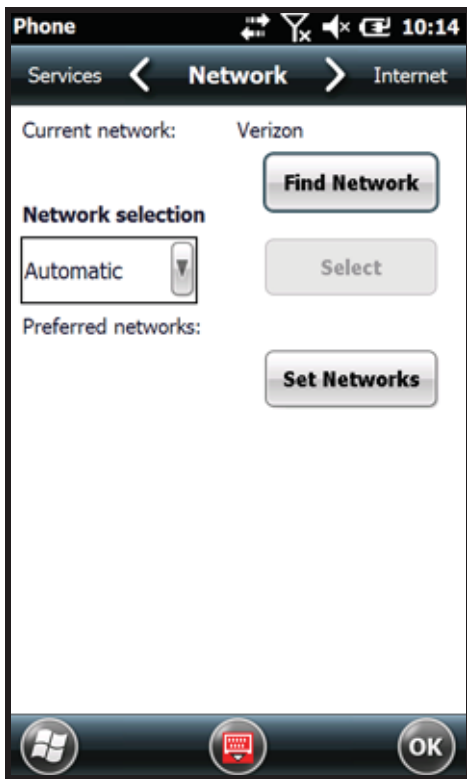 Phone 10:14
Services Network Internet
Current network: Verizon
Find Network
Network selection
Automatic Select
Preferred networks:
Set Networks
OK